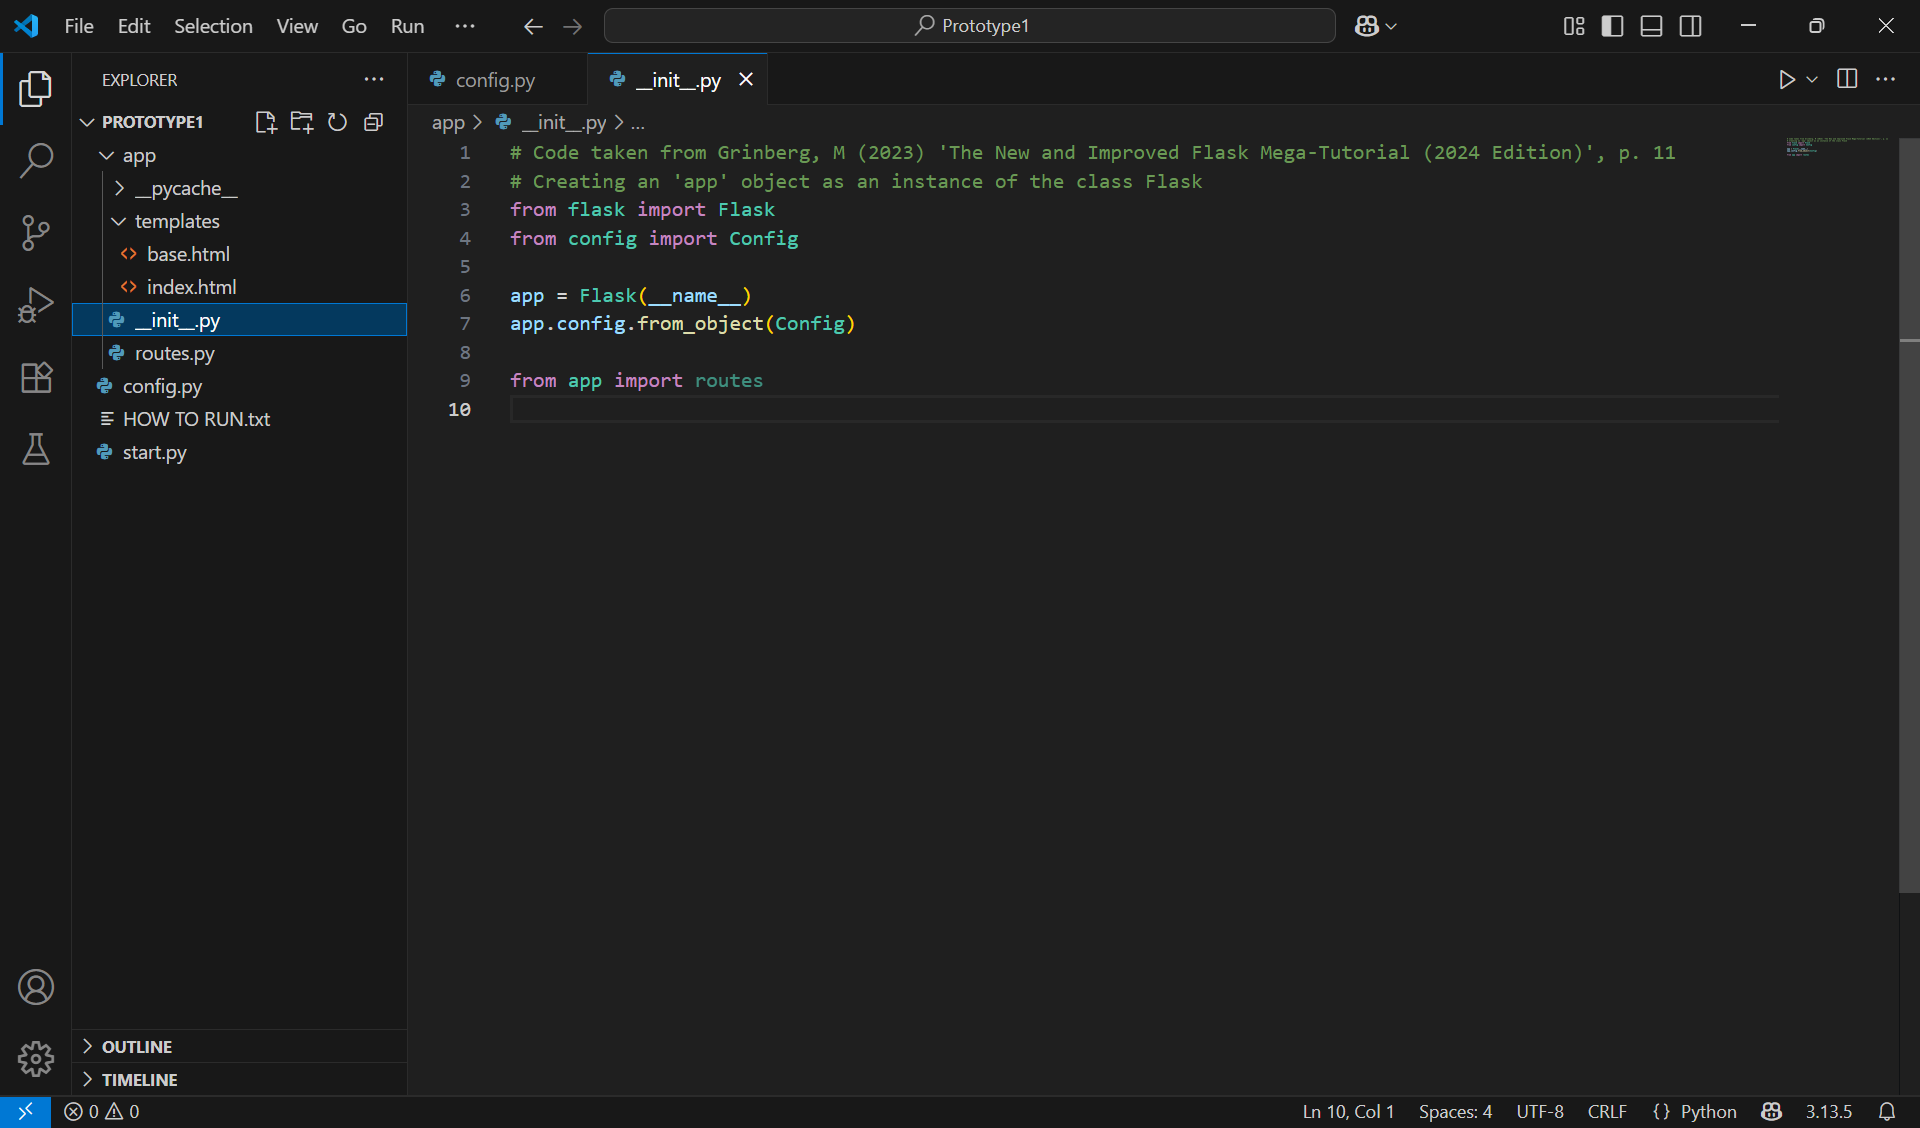 File Edit Selection View Go Run
Prototype1
EXPLORER
config.py
__init__.py
PROTOTYPE1
app > __init__.py > ...
app
__pycache__
templates
base.html
index.html
__init__.py
routes.py
config.py
HOW TO RUN.txt
start.py
1 # Code taken from Grinberg, M (2023) 'The New and Improved Flask Mega-Tutorial (2024 Edition)', p. 11
2 # Creating an 'app' object as an instance of the class Flask
3 from flask import Flask
4 from config import Config
5
6 app = Flask(__name__)
7 app.config.from_object(Config)
8
9 from app import routes
10
OUTLINE
TIMELINE
0 0
Ln 10, Col 1 Spaces: 4 UTF-8 CRLF {} Python 3.13.5